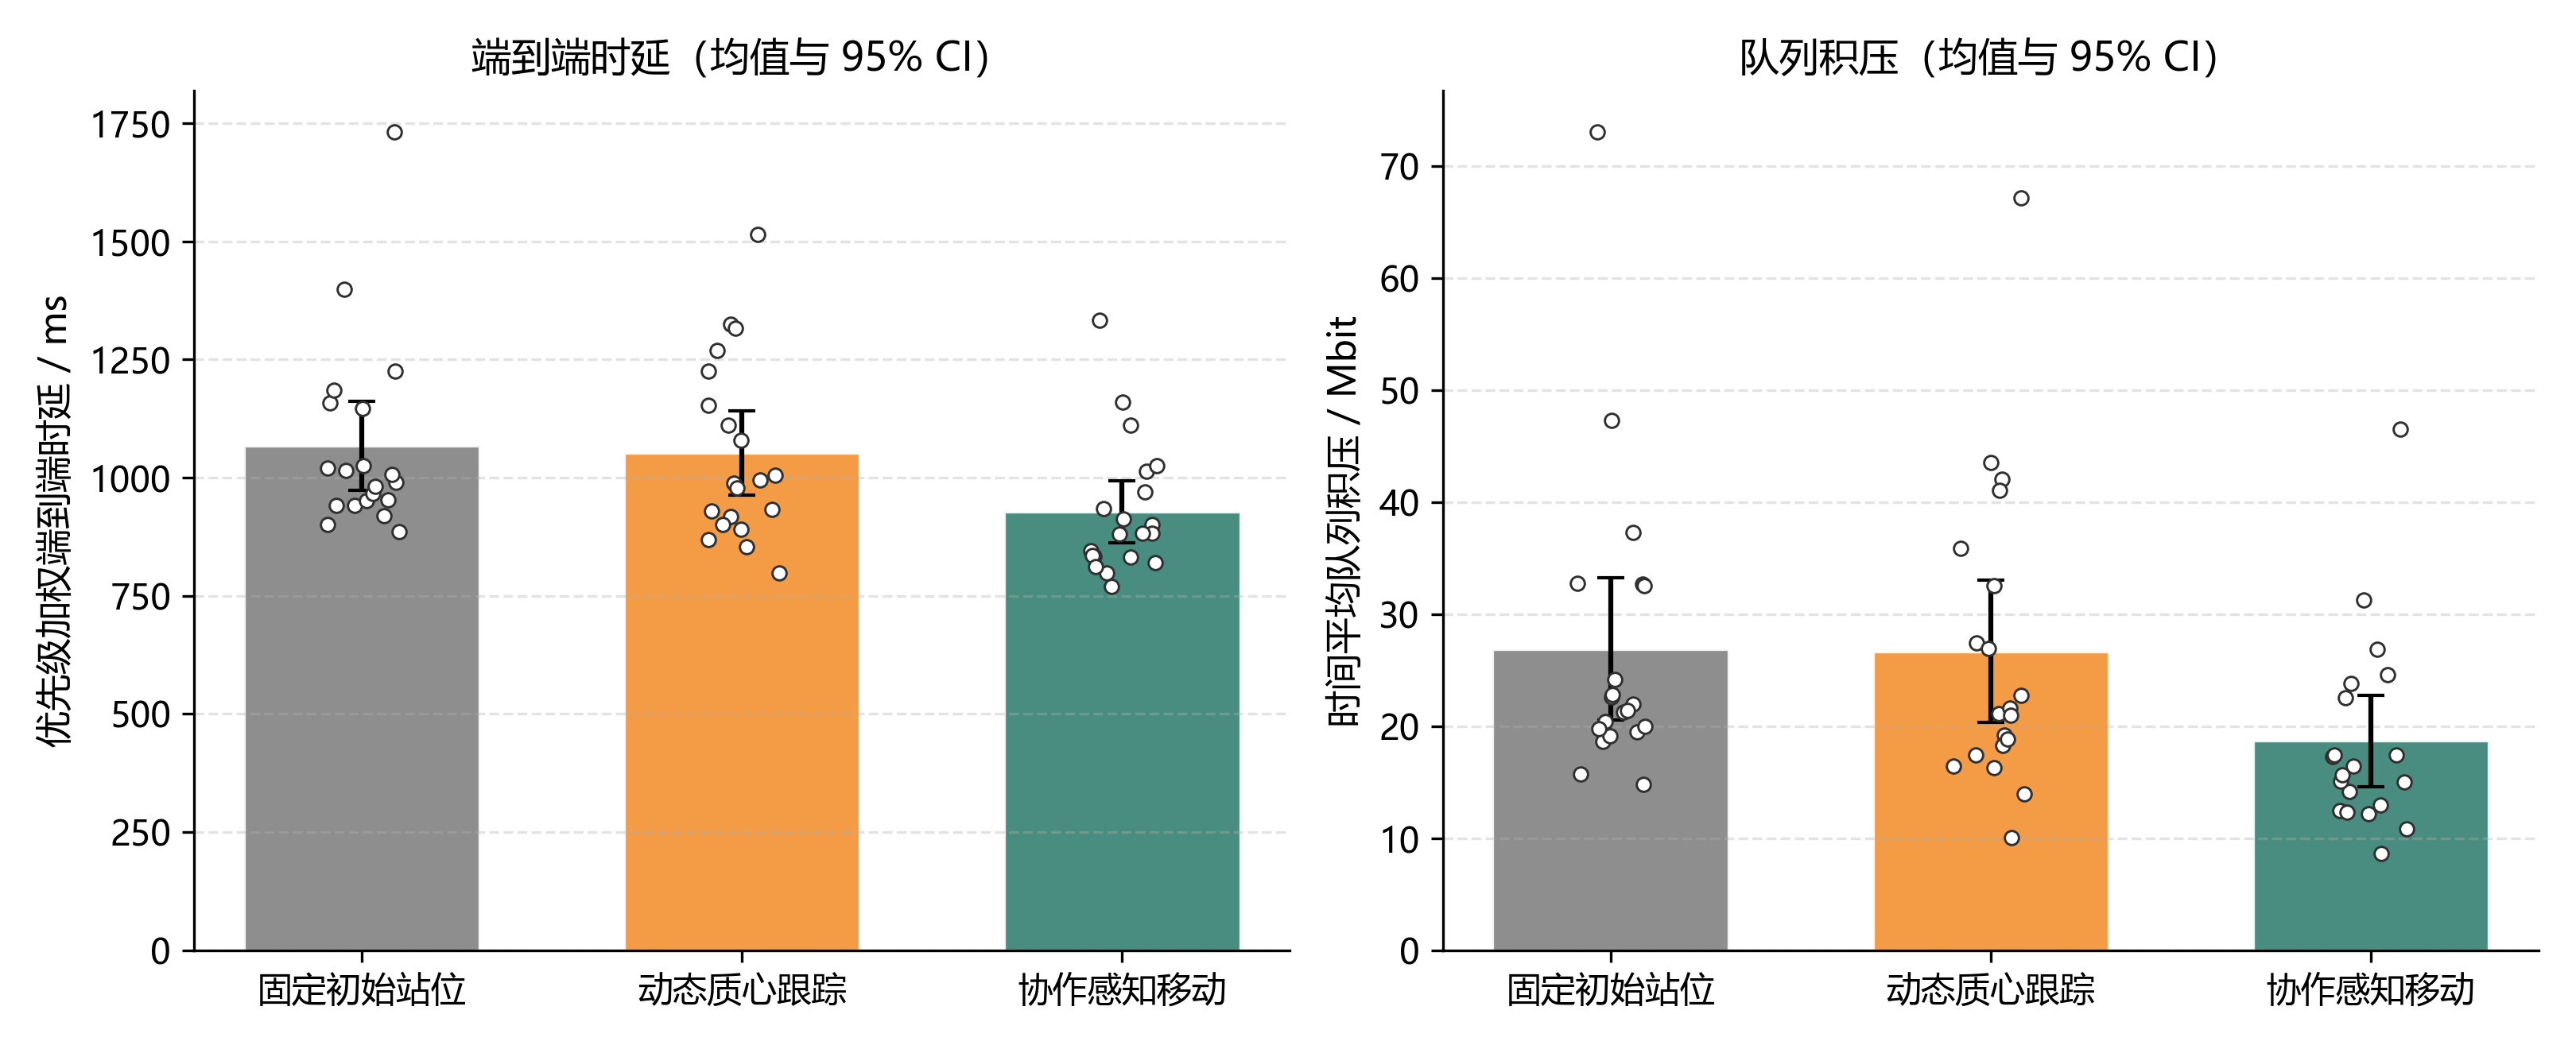 端到端时延（均值与 95% CI）
优先级加权端到端时延 / ms
1750
1500
1250
1000
750
500
250
0
固定初始站位
动态质心跟踪
协作感知移动
队列积压（均值与 95% CI）
时间平均队列积压 / Mbit
70
60
50
40
30
20
10
0
固定初始站位
动态质心跟踪
协作感知移动